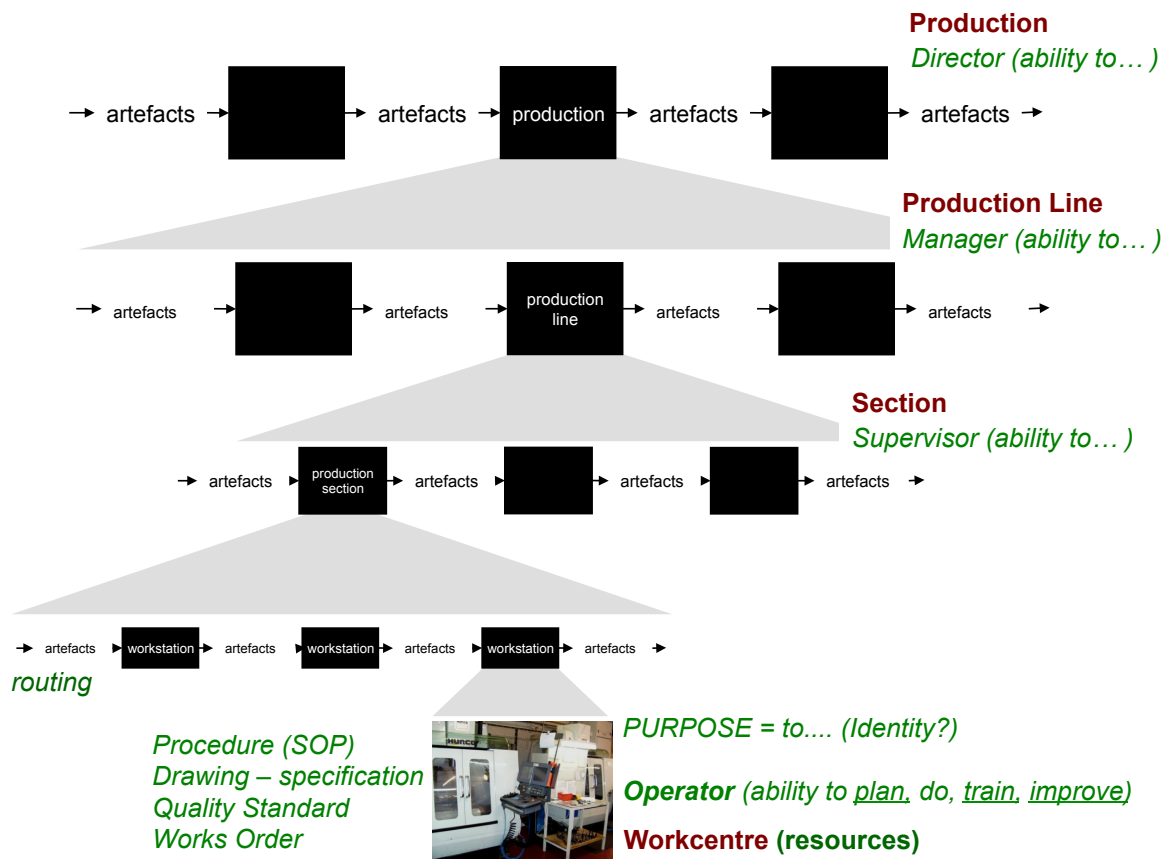 Production
Director (ability to… )
artefacts artefacts production artefacts artefacts
Production Line
Manager (ability to… )
artefacts artefacts production line artefacts artefacts
Section
Supervisor (ability to… )
artefacts production section artefacts artefacts artefacts
artefacts workstation artefacts workstation artefacts workstation artefacts
routing
Procedure (SOP)
Drawing – specification
Quality Standard
Works Order
HURCO
PURPOSE = to.... (Identity?)
Operator (ability to plan, do, train, improve)
Workcentre (resources)